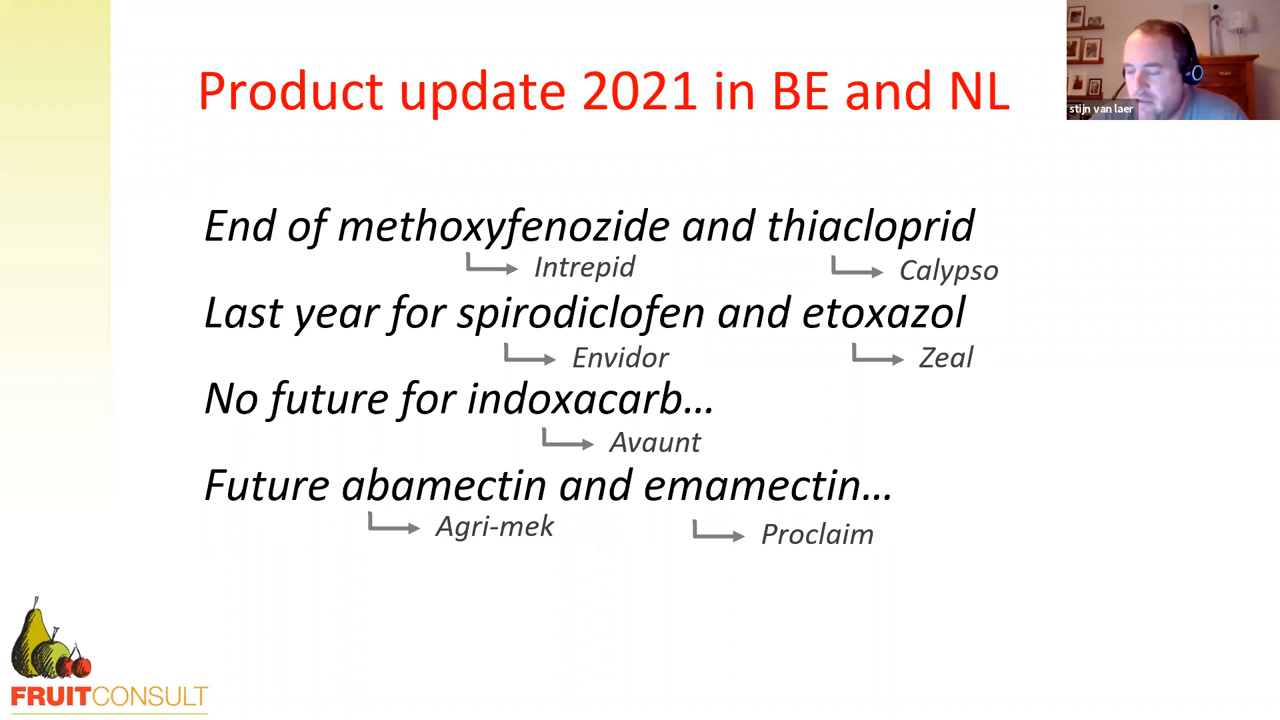 Product update 2021 in BE and NL
stijn van laer
End of methoxyfenozide and thiacloprid
Intrepid
Calypso
Last year for spirodiclofen and etoxazol
Envidor
Zeal
No future for indoxacarb...
Avaunt
Future abamectin and emamectin...
Agri-mek
Proclaim
FRUITCONSULT